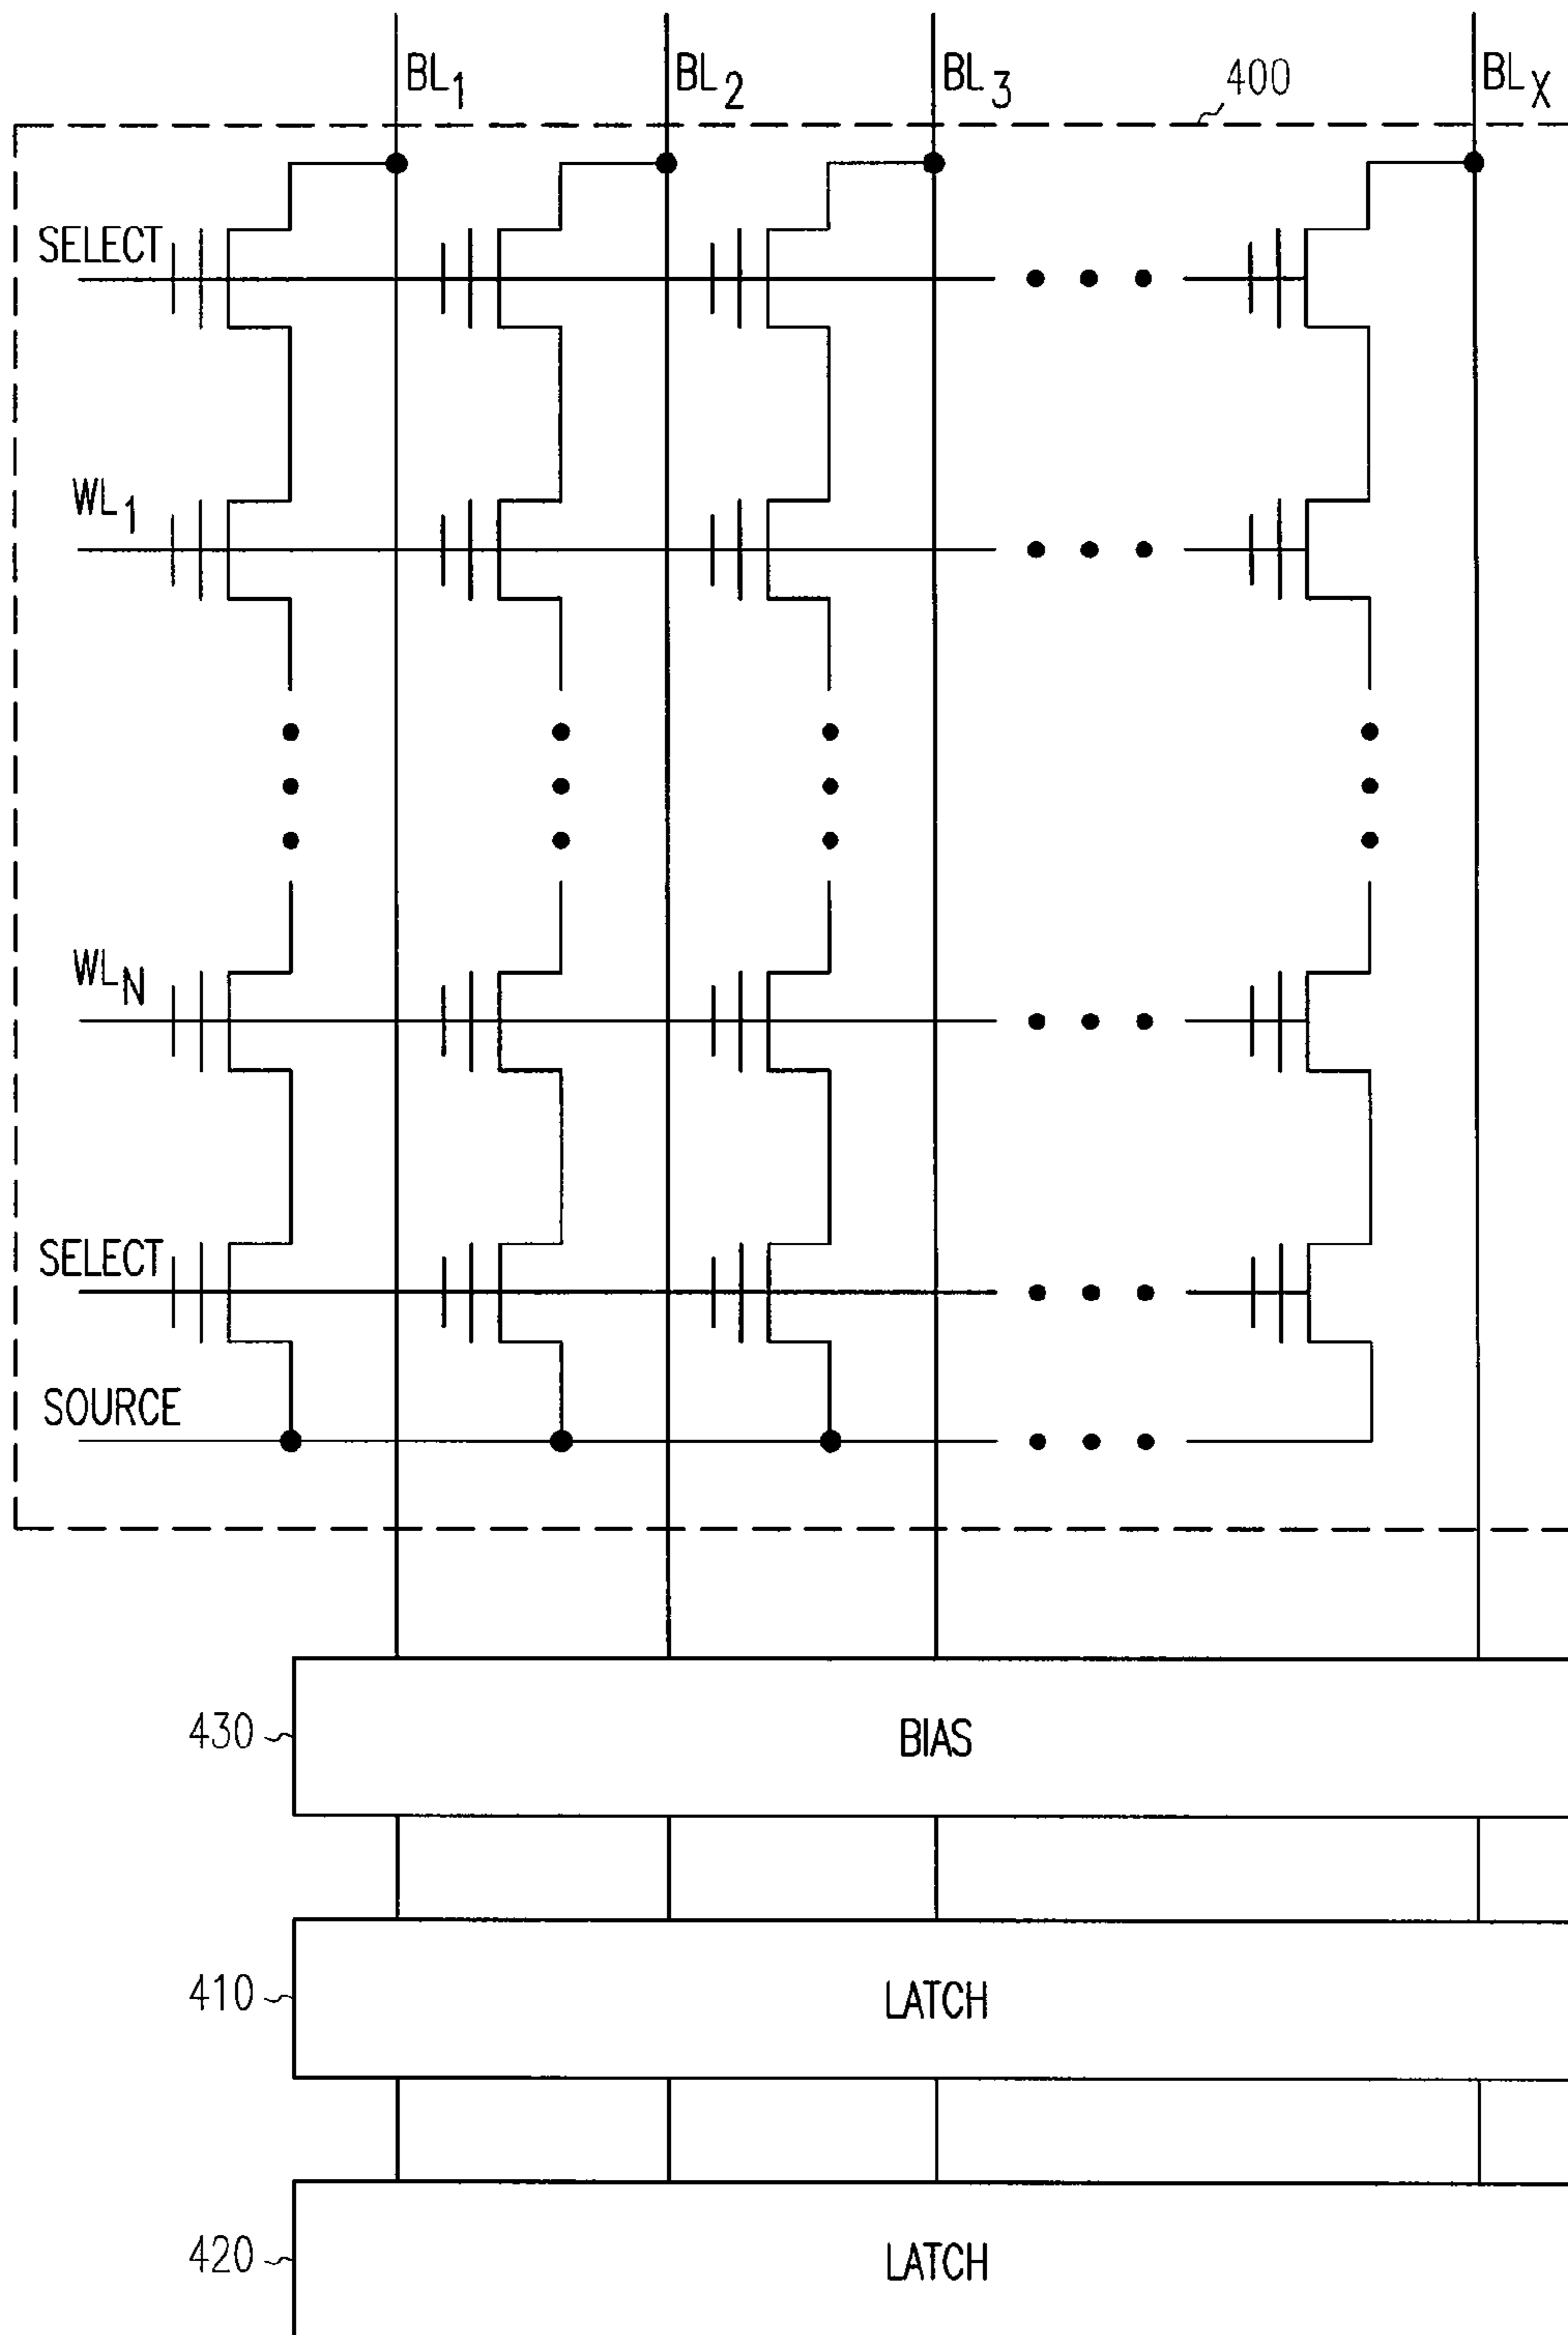 BL1 BL2 BL3 400 BLX
SELECT
WL1
WLN
SELECT
SOURCE
430 BIAS
410 LATCH
420 LATCH